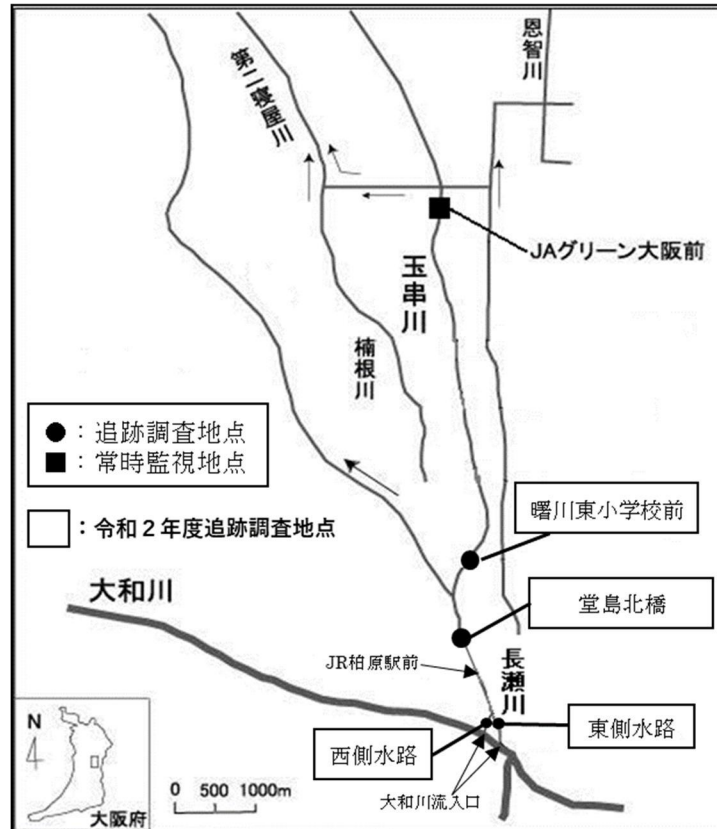 恩智川
第二寝屋川
JAグリーン大阪前
玉串川
楠根川
●：追跡調査地点
■：常時監視地点
：令和２年度追跡調査地点
曙川東小学校前
大和川
堂島北橋
JR柏原駅前
長瀬川
東側水路
西側水路
大和川流入口
N
0 500 1000m
大阪府